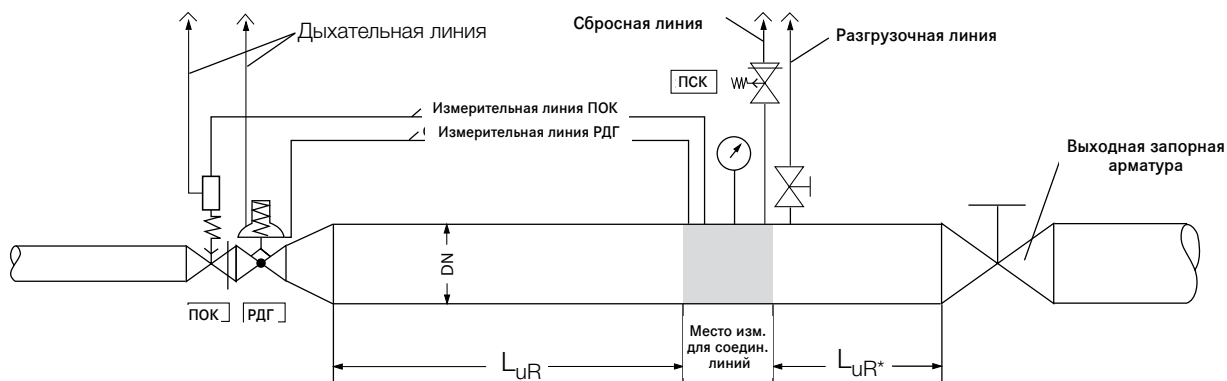 Дыхательная линия
Сбросная линия
Разгрузочная линия
ПСК
Измерительная линия ПОК
Измерительная линия РДГ
Выходная запорная
арматура
DN
ПОК
РДГ
Место изм.
для соедин.
линий
LuR
LuR*